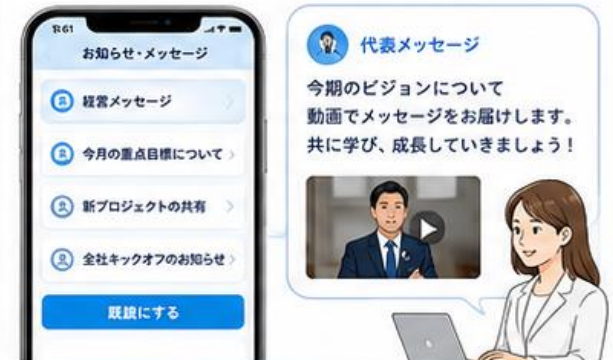 お知らせ・メッセージ
経営メッセージ
今月の重点目標について
新プロジェクトの共有
全社キックオフのお知らせ
既読にする
代表メッセージ
今期のビジョンについて
動画でメッセージをお届けします。
共に学び、成長していきましょう！